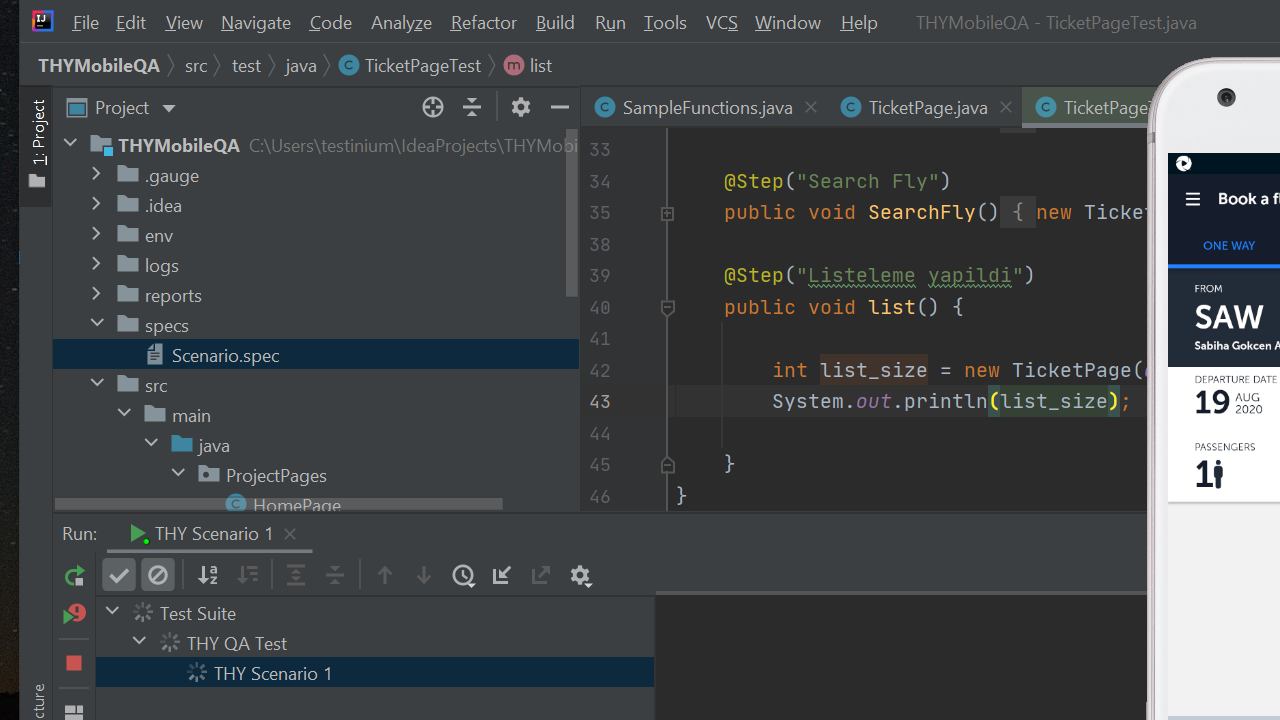 File Edit View Navigate Code Analyze Refactor Build Run Tools VCS Window Help THYMobileQA - TicketPageTest.java
THYMobileQA src test java TicketPageTest list
1: Project
Project
SampleFunctions.java TicketPage.java
THYMobileQA C:\Users\testinium\IdeaProjects\THYMobi
.gauge
.idea
env
logs
reports
specs
Scenario.spec
src
main
java
ProjectPages
HomePage
33
34 @Step("Search Fly")
35 public void SearchFly() { new Ticket
38
39 @Step("Listeleme yapildi")
40 public void list() {
41
42 int list_size = new TicketPage(
43 System.out.println(list_size);
44
45 }
46 }
Run: THY Scenario 1
Test Suite
THY QA Test
THY Scenario 1
Book a
ONE WAY
FROM
SAW
Sabiha Gokcen
DEPARTURE DATE
19 AUG 2020
PASSENGERS
1